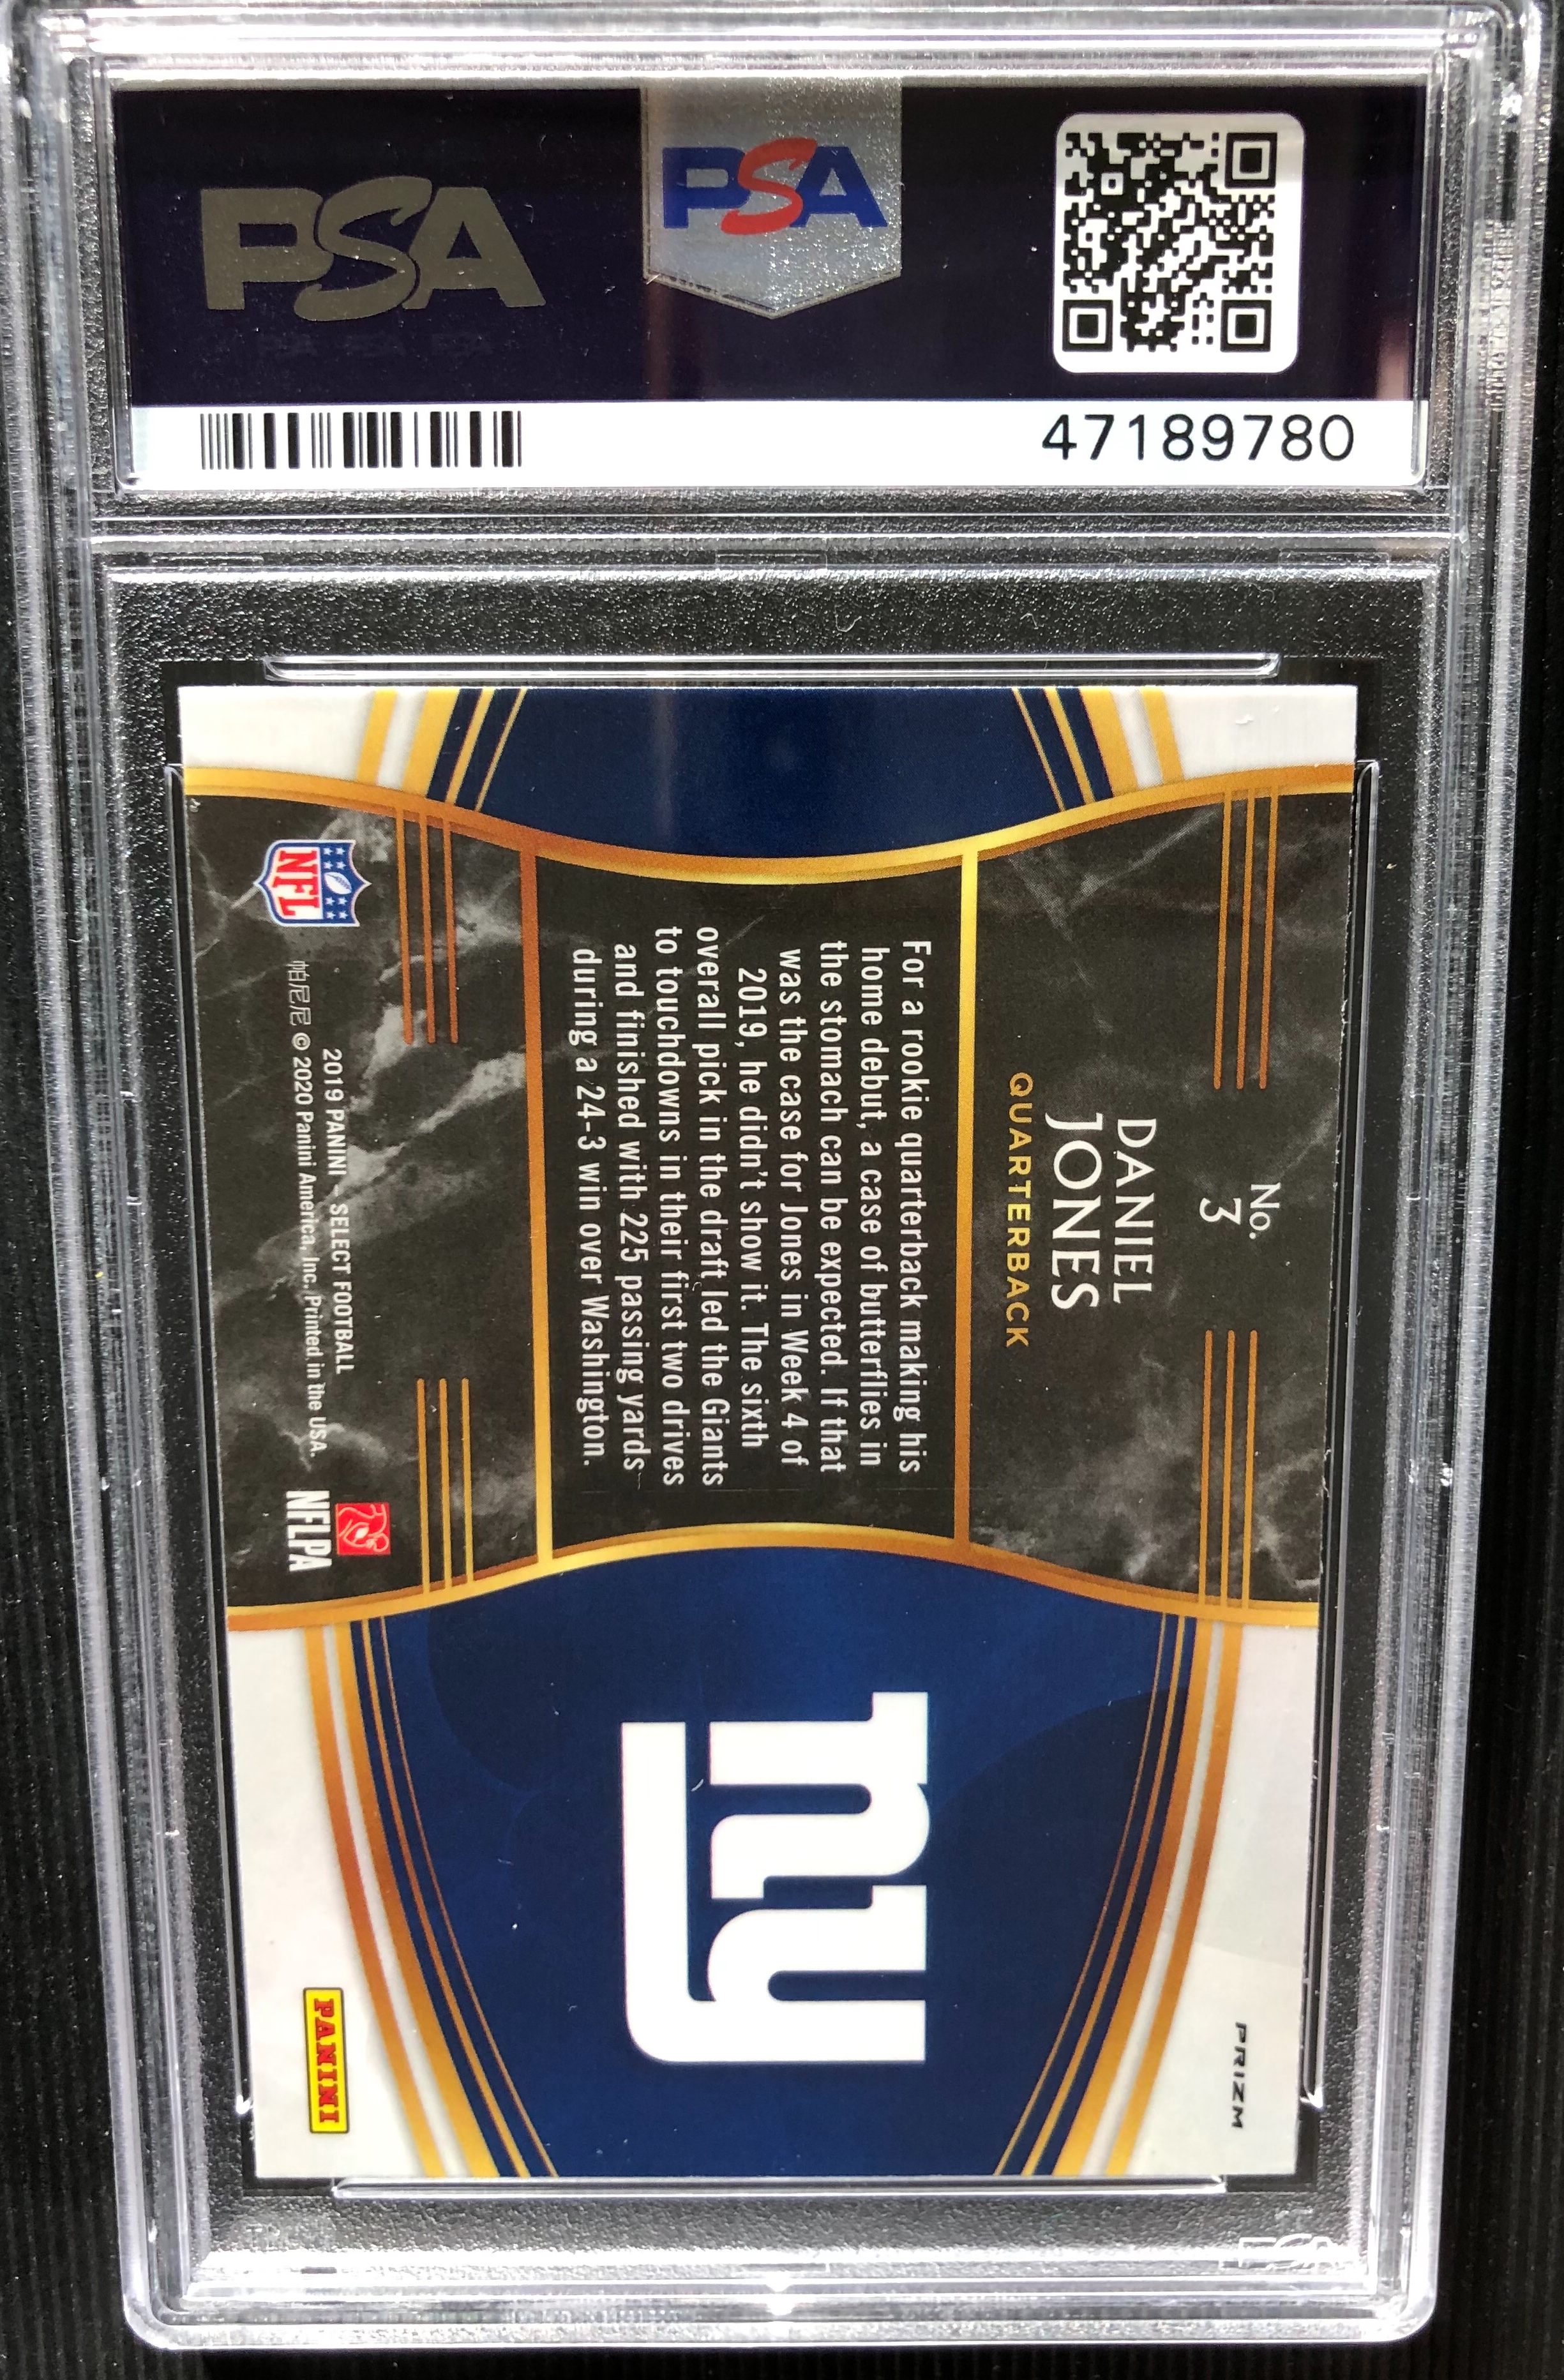 PSA
PSA
47189780
No.
3
DANIEL
JONES
QUARTERBACK
For a rookie quarterback making his
home debut, a case of butterflies in
the stomach can be expected. If that
was the case for Jones in Week 4 of
2019, he didn't show it. The sixth
overall pick in the draft led the Giants
to touchdowns in their first two drives
and finished with 225 passing yards
during a 24-3 win over Washington.
2019 PANINI – SELECT FOOTBALL
帕尼尼 © 2020 Panini America, Inc. Printed in the USA.
NFL
NFLPA
ny
PRIZM
PANINI